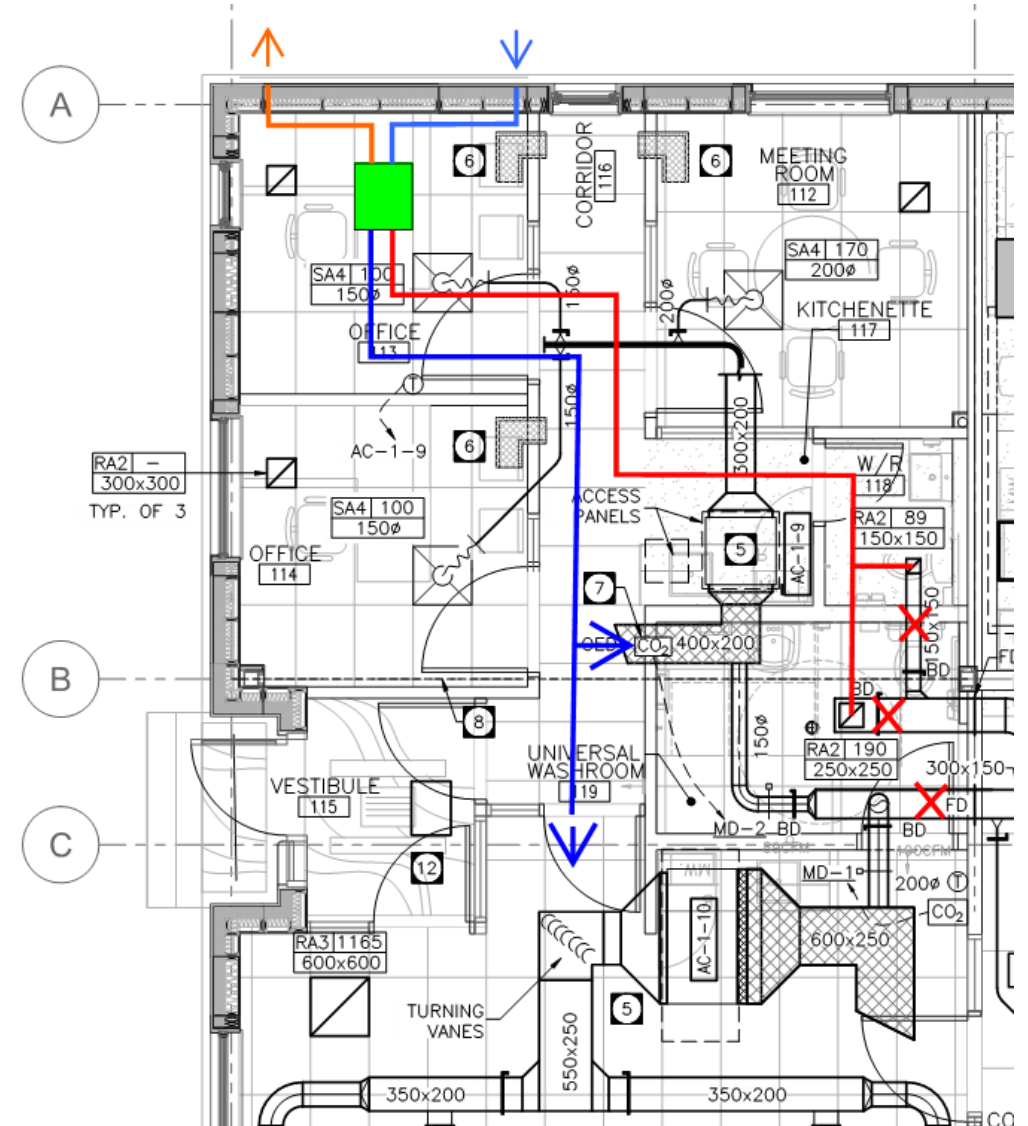 A
6
CORRIDOR
116
6
MEETING
ROOM
112
SA4 100
150ø
SA4 170
200ø
150ø
200ø
KITCHENETTE
117
OFFICE
113
T
150ø
300x200
AC-1-9
6
RA2 –
300x300
TYP. OF 3
W/R
118
SA4 100
150ø
ACCESS
PANELS
RA2 89
150x150
OFFICE
114
5
AC-1-9
7
150x150
CO2
400x200
B
BD
FD
BD
8
150ø
RA2 190
250x250
UNIVERSAL
WASHROOM
119
300x150
VESTIBULE
115
FD
C
MD-2
BD
BD
12
MW
MD-1
200ø
T
CO2
RA3 1165
600x600
AC-1-10
600x250
TURNING
VANES
5
550x250
350x200
350x200
CO